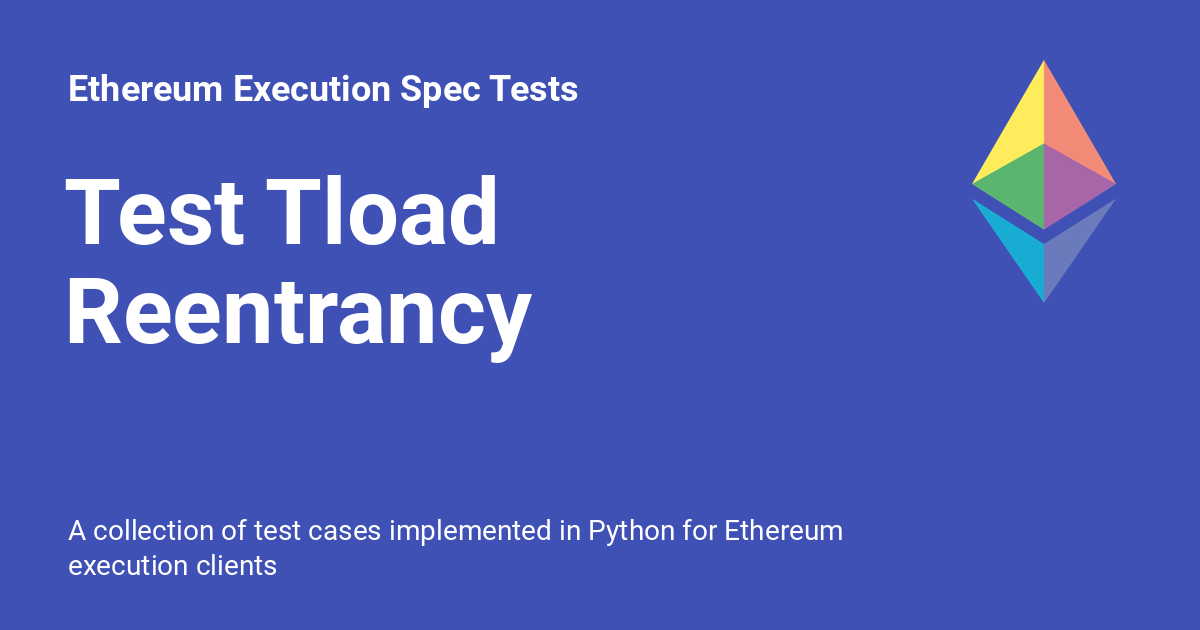 Ethereum Execution Spec Tests
Test Tload
Reentrancy
A collection of test cases implemented in Python for Ethereum
execution clients